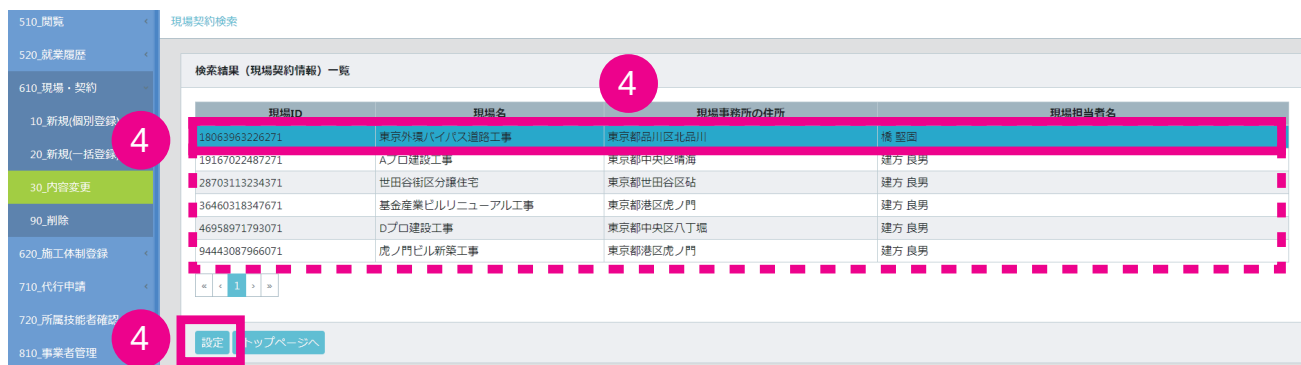 510_閲覧
520_就業履歴
610_現場・契約
10_新規(個別登録)
20_新規(一括登録)
30_内容変更
90_削除
620_施工体制登録
710_代行申請
720_所属技能者確認
810_事業者管理
4
4
現場契約検索
検索結果（現場契約情報）一覧
4
現場ID 現場名 現場事務所の住所 現場担当者名
18063963226271 東京外環バイパス道路工事 東京都品川区北品川 橋 堅固
19167022487271 Aプロ建設工事 東京都中央区晴海 建方 良男
28703113234371 世田谷街区分譲住宅 東京都世田谷区砧 建方 良男
36460318347671 基金産業ビルリニューアル工事 東京都港区虎ノ門 建方 良男
46958971793071 Dプロ建設工事 東京都中央区八丁堀 建方 良男
94443087966071 虎ノ門ビル新築工事 東京都港区虎ノ門 建方 良男
« ‹ 1 › »
設定 トップページへ